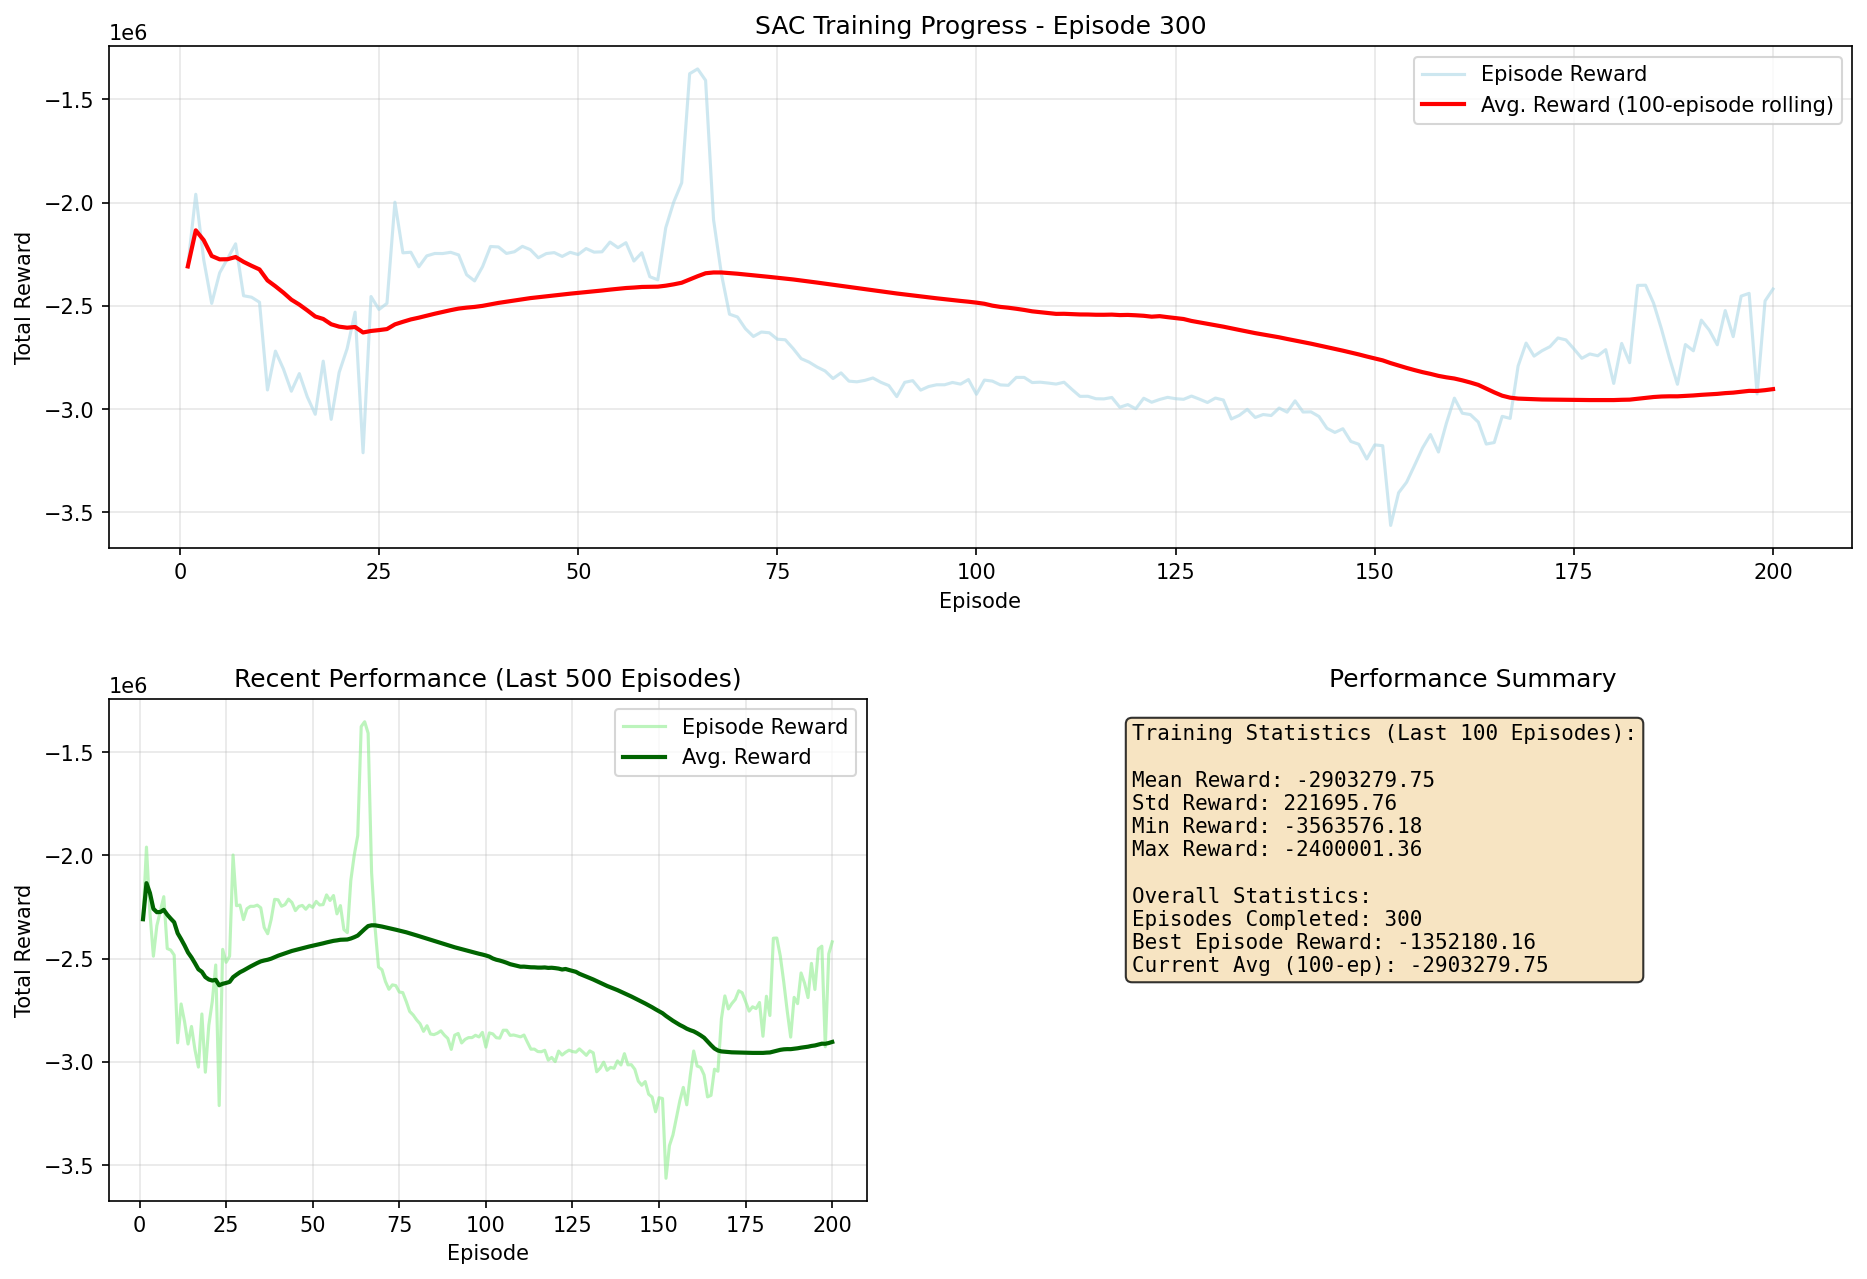 SAC Training Progress - Episode 300
1e6
Episode Reward
Avg. Reward (100-episode rolling)
−1.5
−2.0
−2.5
−3.0
−3.5
Total Reward
0 25 50 75 100 125 150 175 200
Episode
Recent Performance (Last 500 Episodes)
1e6
Episode Reward
Avg. Reward
−1.5
−2.0
−2.5
−3.0
−3.5
Total Reward
0 25 50 75 100 125 150 175 200
Episode
Performance Summary
Training Statistics (Last 100 Episodes):
Mean Reward: -2903279.75
Std Reward: 221695.76
Min Reward: -3563576.18
Max Reward: -2400001.36
Overall Statistics:
Episodes Completed: 300
Best Episode Reward: -1352180.16
Current Avg (100-ep): -2903279.75